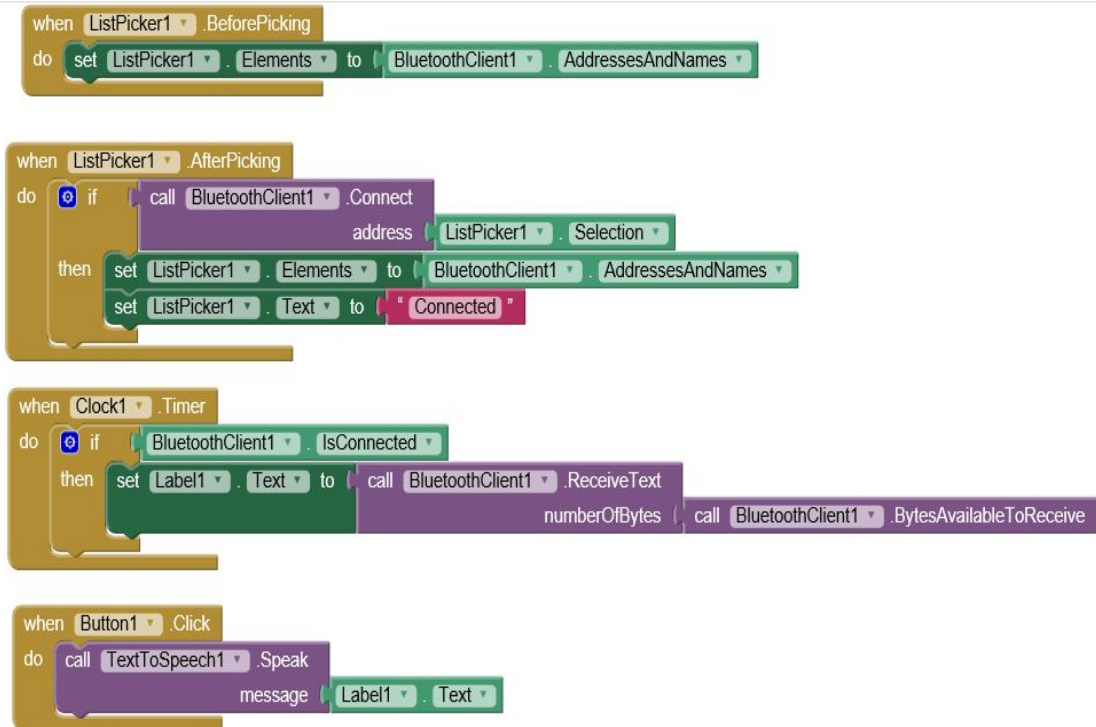 when ListPicker1 .BeforePicking
do set ListPicker1 . Elements to BluetoothClient1 . AddressesAndNames
when ListPicker1 .AfterPicking
do if call BluetoothClient1 .Connect
address ListPicker1 . Selection
then set ListPicker1 . Elements to BluetoothClient1 . AddressesAndNames
set ListPicker1 . Text to " Connected "
when Clock1 .Timer
do if BluetoothClient1 . IsConnected
then set Label1 . Text to call BluetoothClient1 .ReceiveText
numberOfBytes call BluetoothClient1 .BytesAvailableToReceive
when Button1 .Click
do call TextToSpeech1 .Speak
message Label1 . Text